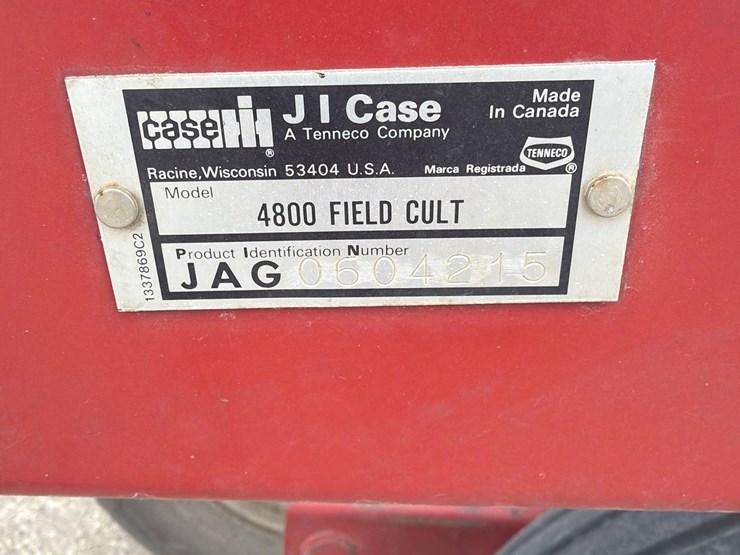 case IH ®
J I Case
A Tenneco Company
Made
In Canada
Racine, Wisconsin 53404 U.S.A.
Marca Registrada
TENNECO ®
Model
4800 FIELD CULT
Product Identification Number
JAG 0604215
1337869C2